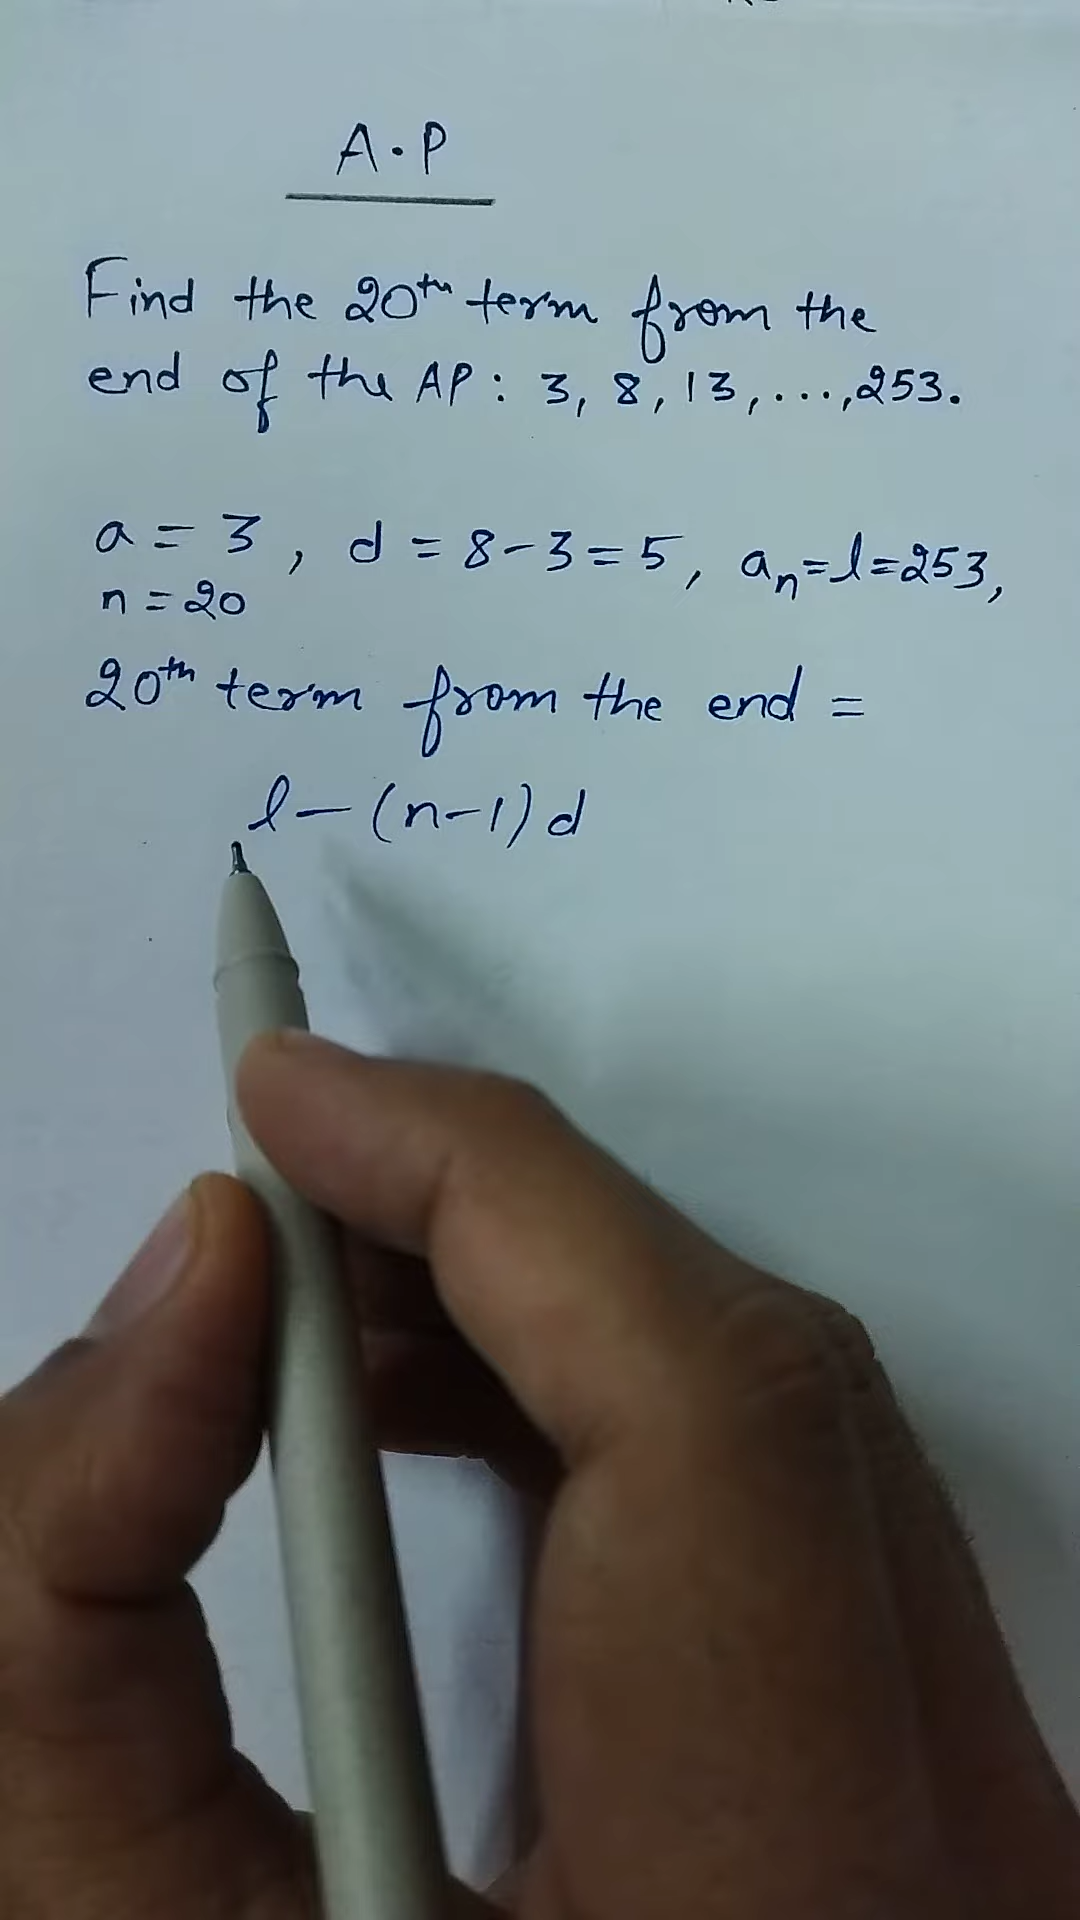 A.P
Find the 20th term from the
end of the AP: 3, 8, 13, ..., 253.
a = 3, d = 8-3=5, an=l=253,
n = 20
20th term from the end =
l-(n-1)d